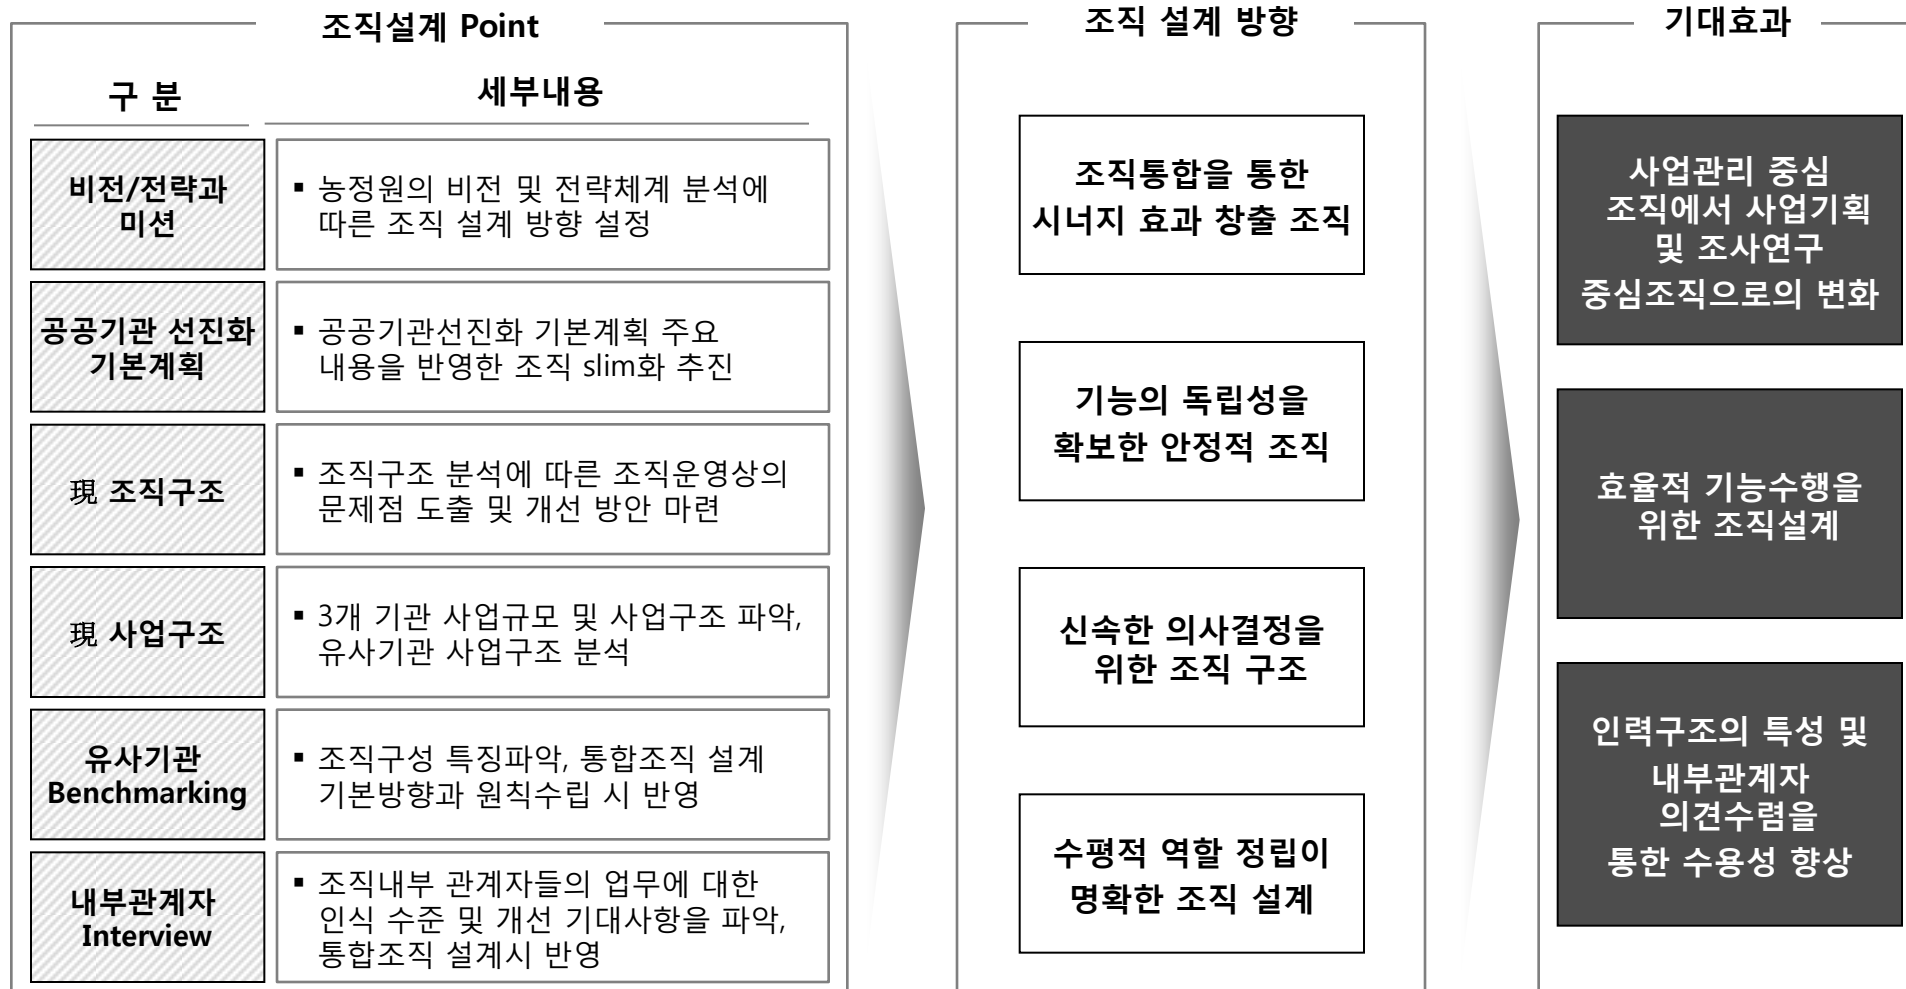 조직설계 Point
구 분
세부내용
비전/전략과
미션
▪ 농정원의 비전 및 전략체계 분석에
따른 조직 설계 방향 설정
공공기관 선진화
기본계획
▪ 공공기관선진화 기본계획 주요
내용을 반영한 조직 slim화 추진
現 조직구조
▪ 조직구조 분석에 따른 조직운영상의
문제점 도출 및 개선 방안 마련
現 사업구조
▪ 3개 기관 사업규모 및 사업구조 파악,
유사기관 사업구조 분석
유사기관
Benchmarking
▪ 조직구성 특징파악, 통합조직 설계
기본방향과 원칙수립 시 반영
내부관계자
Interview
▪ 조직내부 관계자들의 업무에 대한
인식 수준 및 개선 기대사항을 파악,
통합조직 설계시 반영
조직 설계 방향
조직통합을 통한
시너지 효과 창출 조직
기능의 독립성을
확보한 안정적 조직
신속한 의사결정을
위한 조직 구조
수평적 역할 정립이
명확한 조직 설계
기대효과
사업관리 중심
조직에서 사업기획
및 조사연구
중심조직으로의 변화
효율적 기능수행을
위한 조직설계
인력구조의 특성 및
내부관계자
의견수렴을
통한 수용성 향상